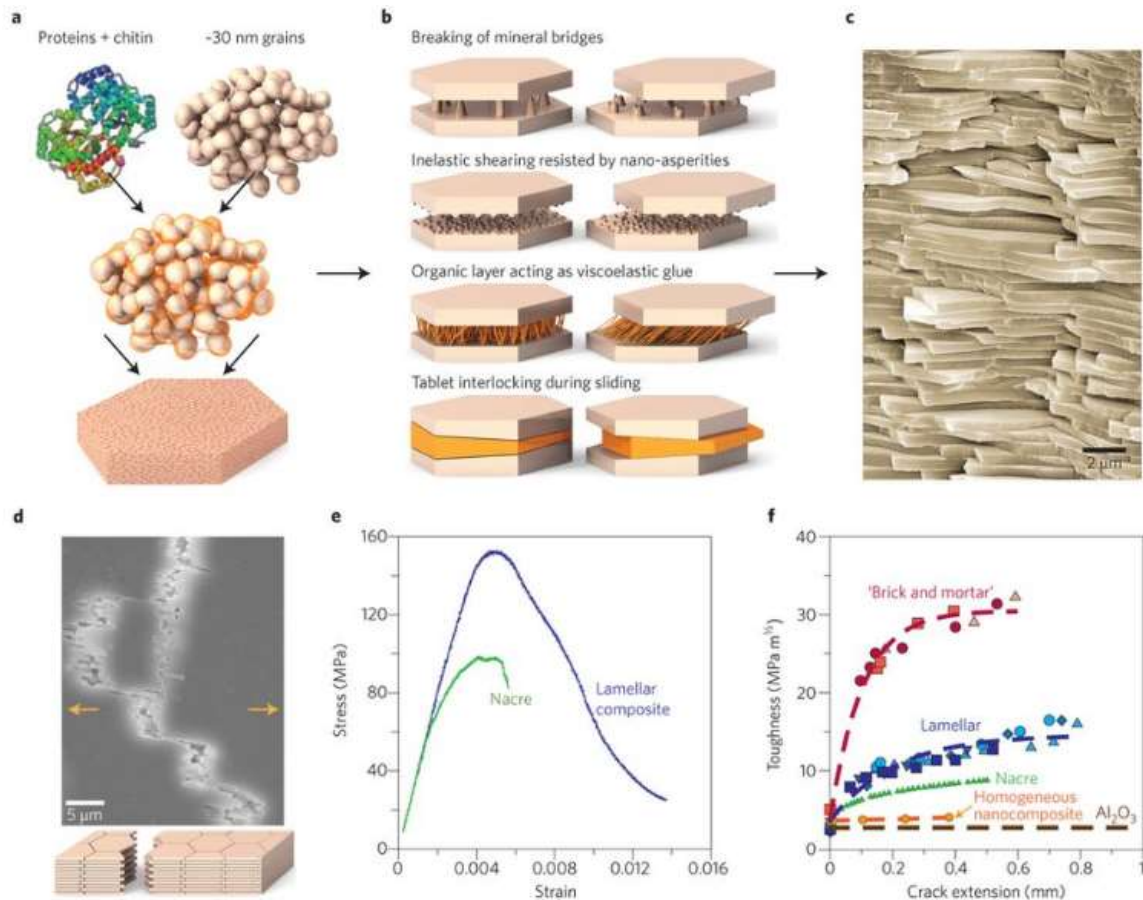 a
Proteins + chitin
~30 nm grains
b
Breaking of mineral bridges
Inelastic shearing resisted by nano-asperities
Organic layer acting as viscoelastic glue
Tablet interlocking during sliding
c
2 μm
d
5 μm
e
160
120
80
40
0
Stress (MPa)
Nacre
Lamellar
composite
0
0.004
0.008
0.012
0.016
Strain
f
40
30
20
10
0
Toughness (MPa m½)
'Brick and mortar'
Lamellar
Nacre
Homogeneous
nanocomposite
Al₂O₃
0
0.2
0.4
0.6
0.8
1
Crack extension (mm)